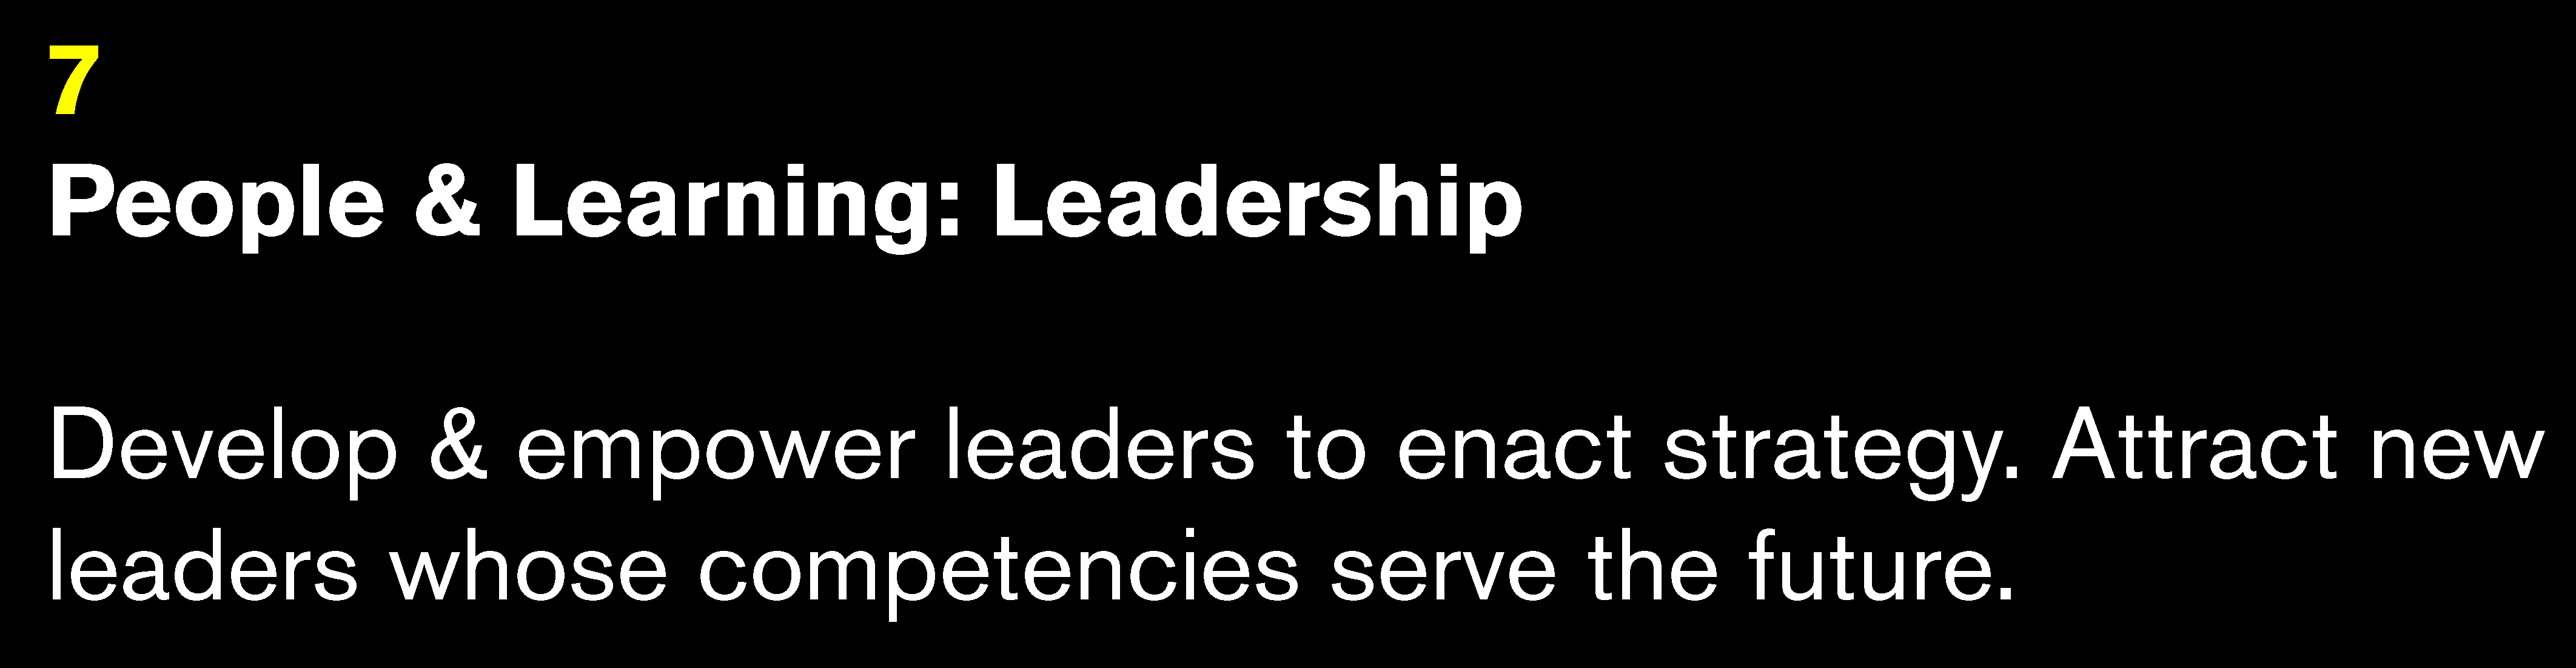 7
People & Learning: Leadership
Develop & empower leaders to enact strategy. Attract new
leaders whose competencies serve the future.